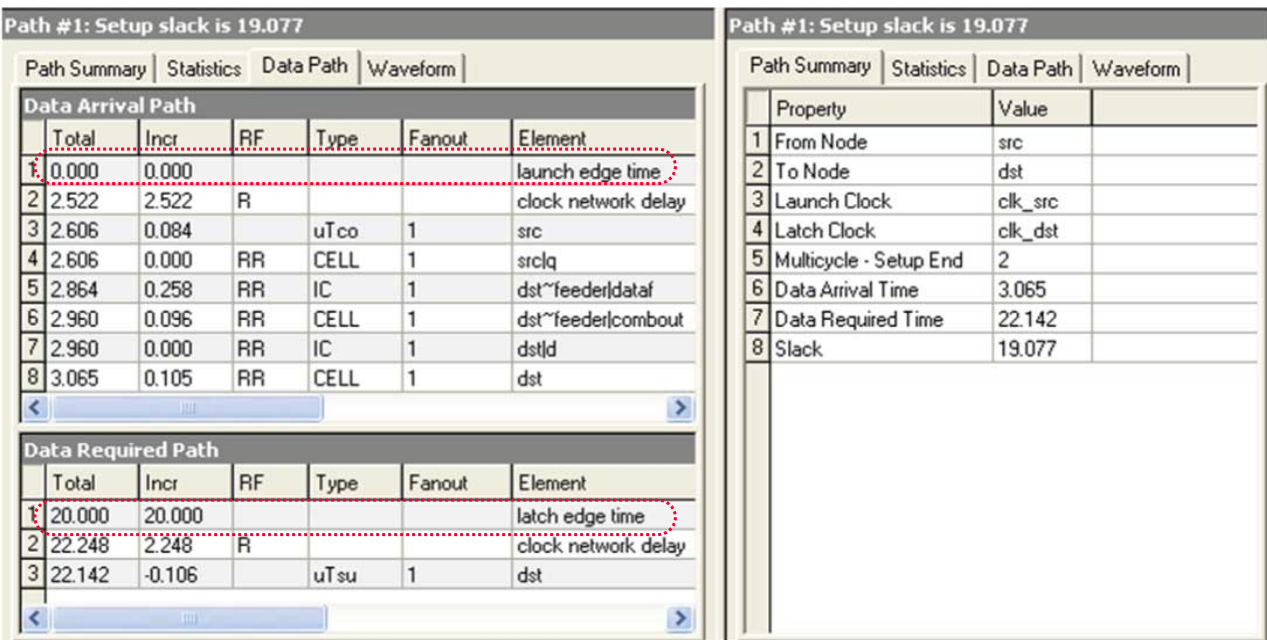 Path #1: Setup slack is 19.077
Path Summary Statistics Data Path Waveform
Data Arrival Path
Total Incr RF Type Fanout Element
1 0.000 0.000 launch edge time
2 2.522 2.522 R clock network delay
3 2.606 0.084 uTco 1 src
4 2.606 0.000 RR CELL 1 src|q
5 2.864 0.258 RR IC 1 dst~feeder|dataf
6 2.960 0.096 RR CELL 1 dst~feeder|combout
7 2.960 0.000 RR IC 1 dst|d
8 3.065 0.105 RR CELL 1 dst
Data Required Path
Total Incr RF Type Fanout Element
1 20.000 20.000 latch edge time
2 22.248 2.248 R clock network delay
3 22.142 -0.106 uTsu 1 dst
Path #1: Setup slack is 19.077
Path Summary Statistics Data Path Waveform
Property Value
1 From Node src
2 To Node dst
3 Launch Clock clk_src
4 Latch Clock clk_dst
5 Multicycle - Setup End 2
6 Data Arrival Time 3.065
7 Data Required Time 22.142
8 Slack 19.077